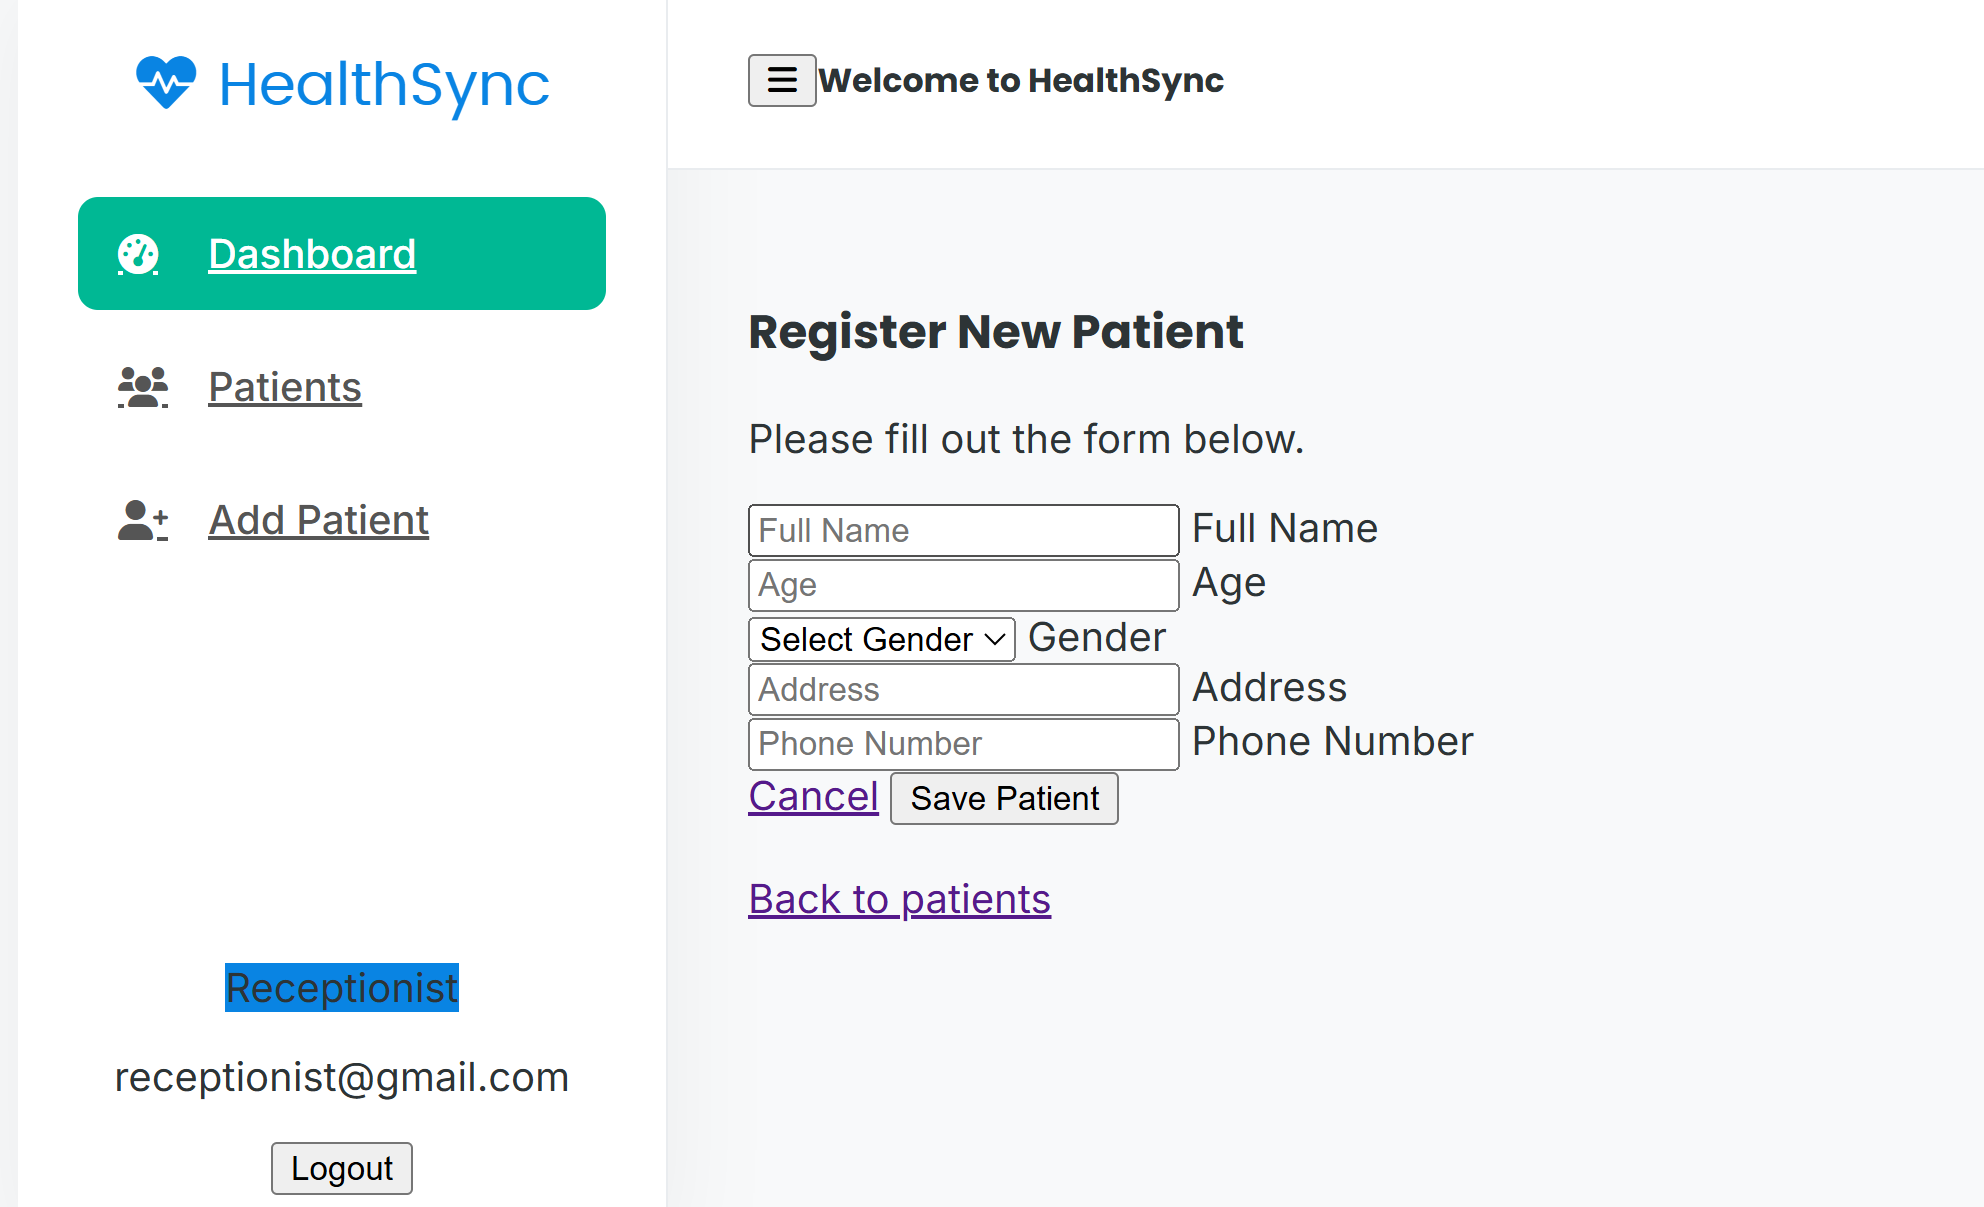 HealthSync
Dashboard
Patients
Add Patient
Receptionist
receptionist@gmail.com
Logout
Welcome to HealthSync
Register New Patient
Please fill out the form below.
Full Name Full Name
Age Age
Select Gender Gender
Address Address
Phone Number Phone Number
Cancel Save Patient
Back to patients